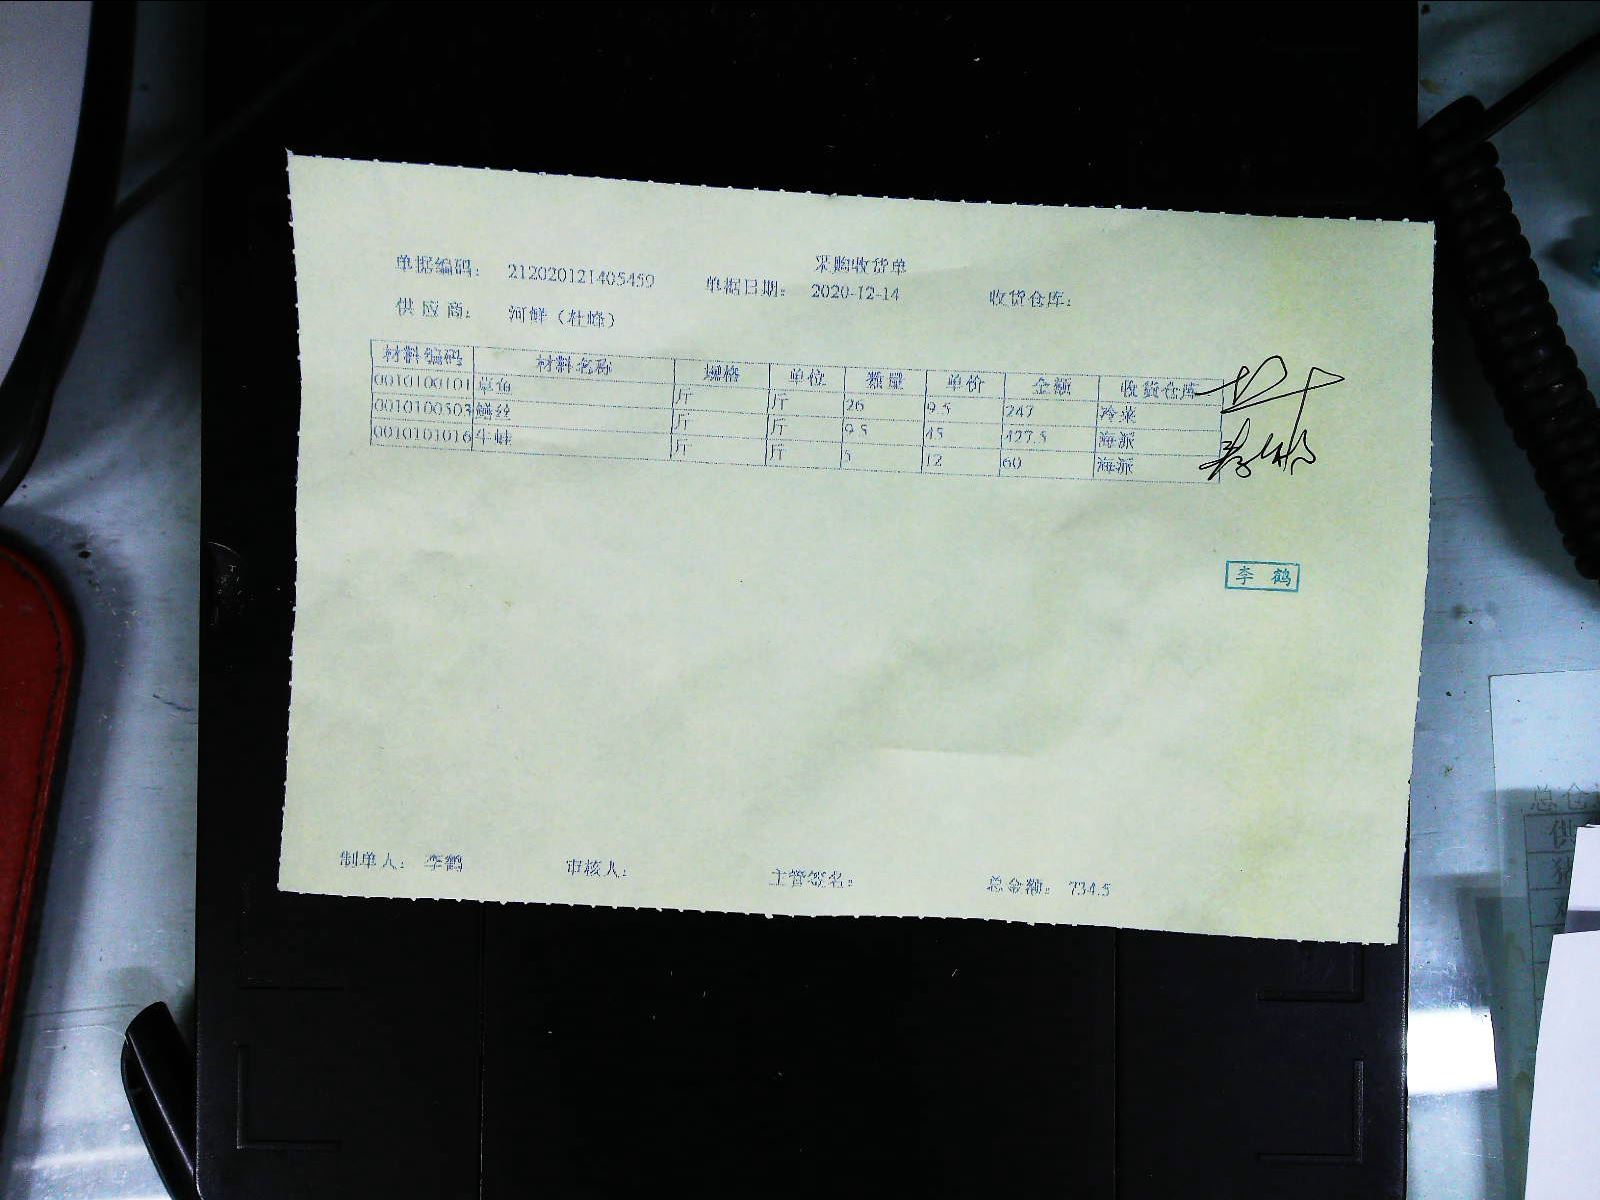 采购收货单
单据编码： 212020121405459 单据日期： 2020-12-14 收货仓库：
供 应 商： 河鲜（杜峰）
材料编码 材料名称 规格 单位 数量 单价 金额 收货仓库
0010100101 草鱼 斤 斤 26 9.5 247 冷菜
0010100503 鳝丝 斤 斤 9.5 45 427.5 海派
0010101016 牛蛙 斤 斤 5 12 60 海派
李 鹤
制单人： 李鹤 审核人： 主管签名： 总金额： 734.5
总仓
供
猪